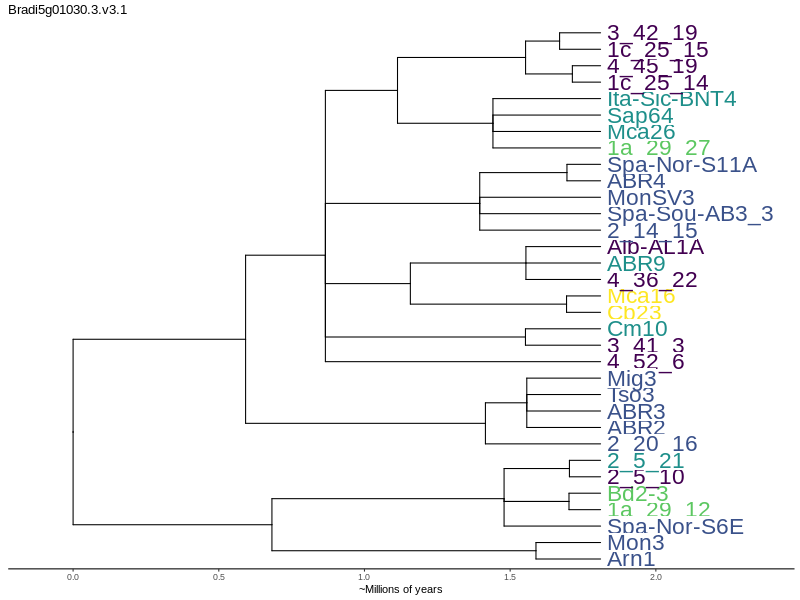 Bradi5g01030.3.v3.1
3_42_19
1c_25_15
4_45_19
1c_25_14
Ita-Sic-BNT4
Sap64
Mca26
1a_29_27
Spa-Nor-S11A
ABR4
MonSV3
Spa-Sou-AB3_3
2_14_15
Alb-AL1A
ABR9
4_36_22
Mca16
Cb23
Cm10
3_41_3
4_52_6
Mig3
Tso3
ABR3
ABR2
2_20_16
2_5_21
2_5_10
Bd2-3
1a_29_12
Spa-Nor-S6E
Mon3
Arn1
0.0 0.5 1.0 1.5 2.0
~Millions of years